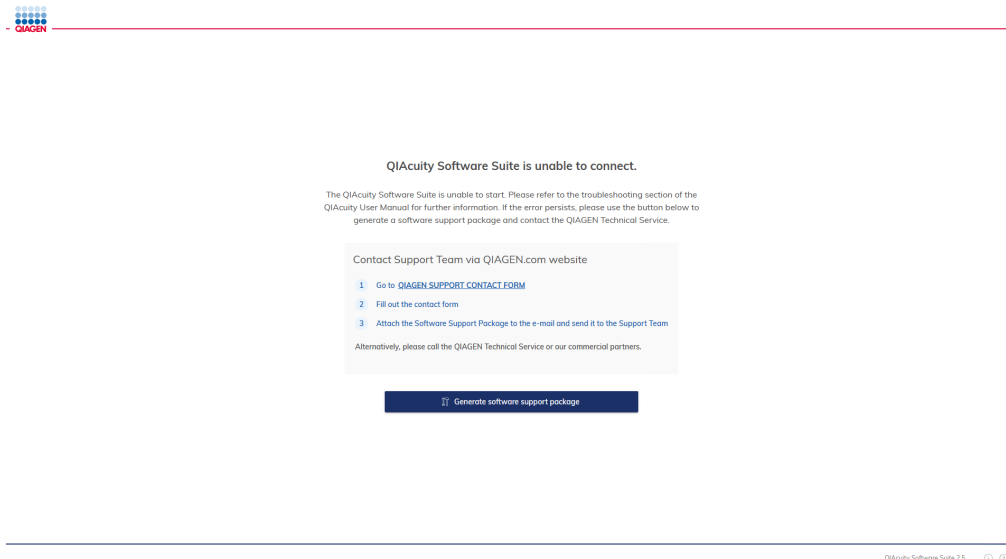 QIAGEN
QIAcuity Software Suite is unable to connect.
The QIAcuity Software Suite is unable to start. Please refer to the troubleshooting section of the
QIAcuity User Manual for further information. If the error persists, please use the button below to
generate a software support package and contact the QIAGEN Technical Service.
Contact Support Team via QIAGEN.com website
1 Go to QIAGEN SUPPORT CONTACT FORM
2 Fill out the contact form
3 Attach the Software Support Package to the e-mail and send it to the Support Team
Alternatively, please call the QIAGEN Technical Service or our commercial partners.
Generate software support package
QIAcuity Software Suite 2.5